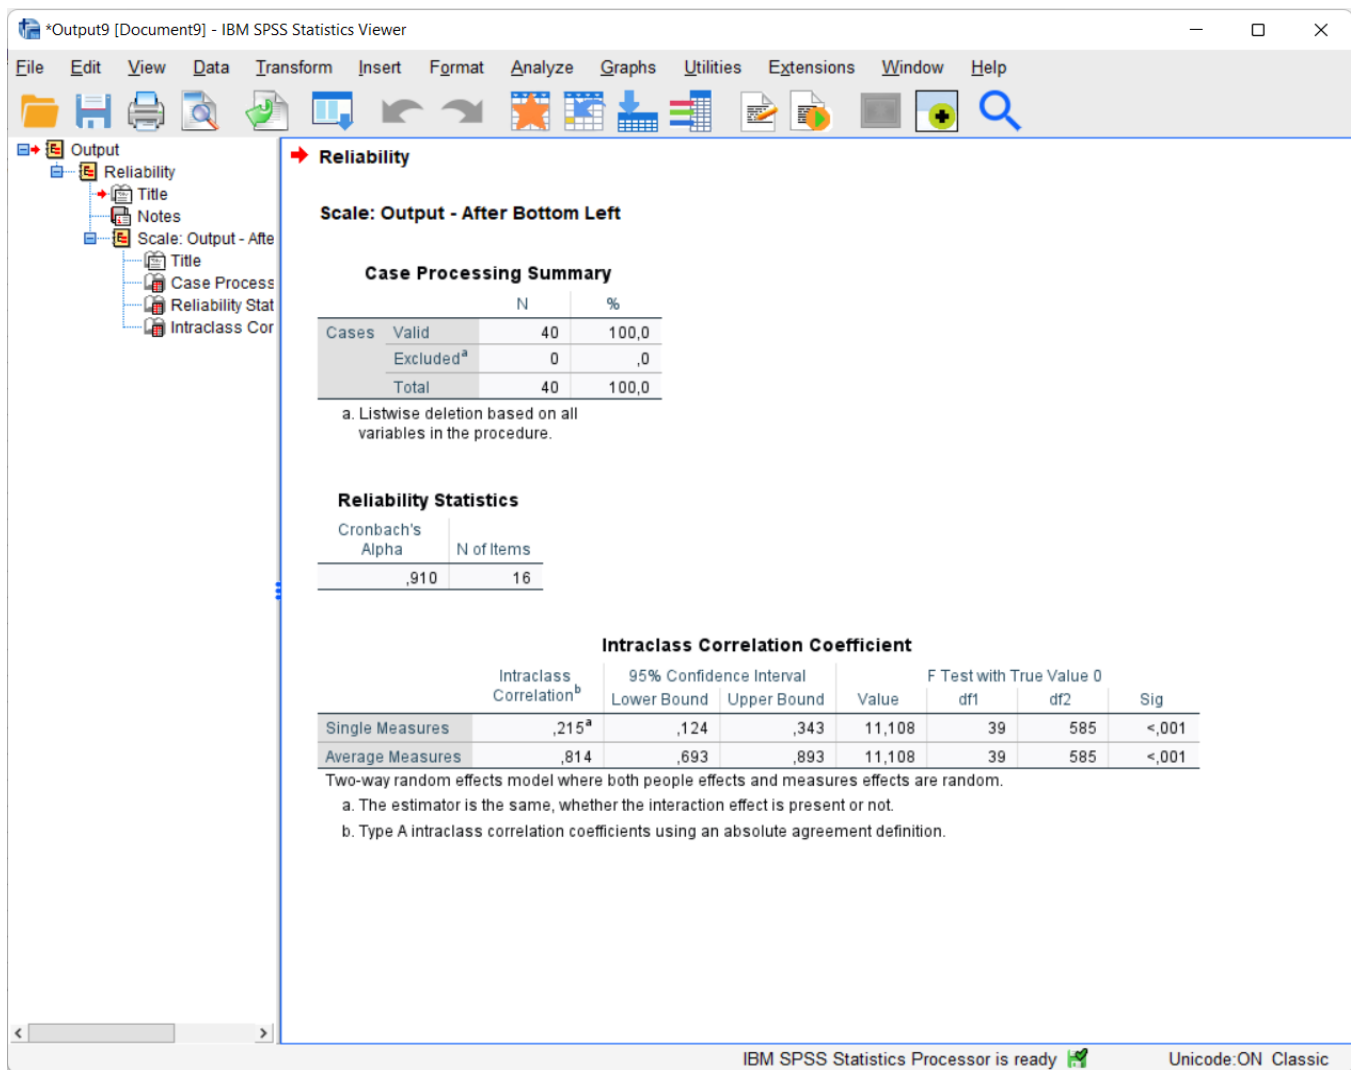 *Output9 [Document9] - IBM SPSS Statistics Viewer
File Edit View Data Transform Insert Format Analyze Graphs Utilities Extensions Window Help
Output
Reliability
Title
Notes
Scale: Output - Afte
Title
Case Process
Reliability Stat
Intraclass Cor
Reliability
Scale: Output - After Bottom Left
Case Processing Summary
N %
Cases Valid 40 100,0
Excludedª 0 ,0
Total 40 100,0
a. Listwise deletion based on all
variables in the procedure.
Reliability Statistics
Cronbach's
Alpha N of Items
,910 16
Intraclass Correlation Coefficient
Intraclass 95% Confidence Interval F Test with True Value 0
Correlationᵇ Lower Bound Upper Bound Value df1 df2 Sig
Single Measures ,215ª ,124 ,343 11,108 39 585 <,001
Average Measures ,814 ,693 ,893 11,108 39 585 <,001
Two-way random effects model where both people effects and measures effects are random.
a. The estimator is the same, whether the interaction effect is present or not.
b. Type A intraclass correlation coefficients using an absolute agreement definition.
IBM SPSS Statistics Processor is ready Unicode:ON Classic